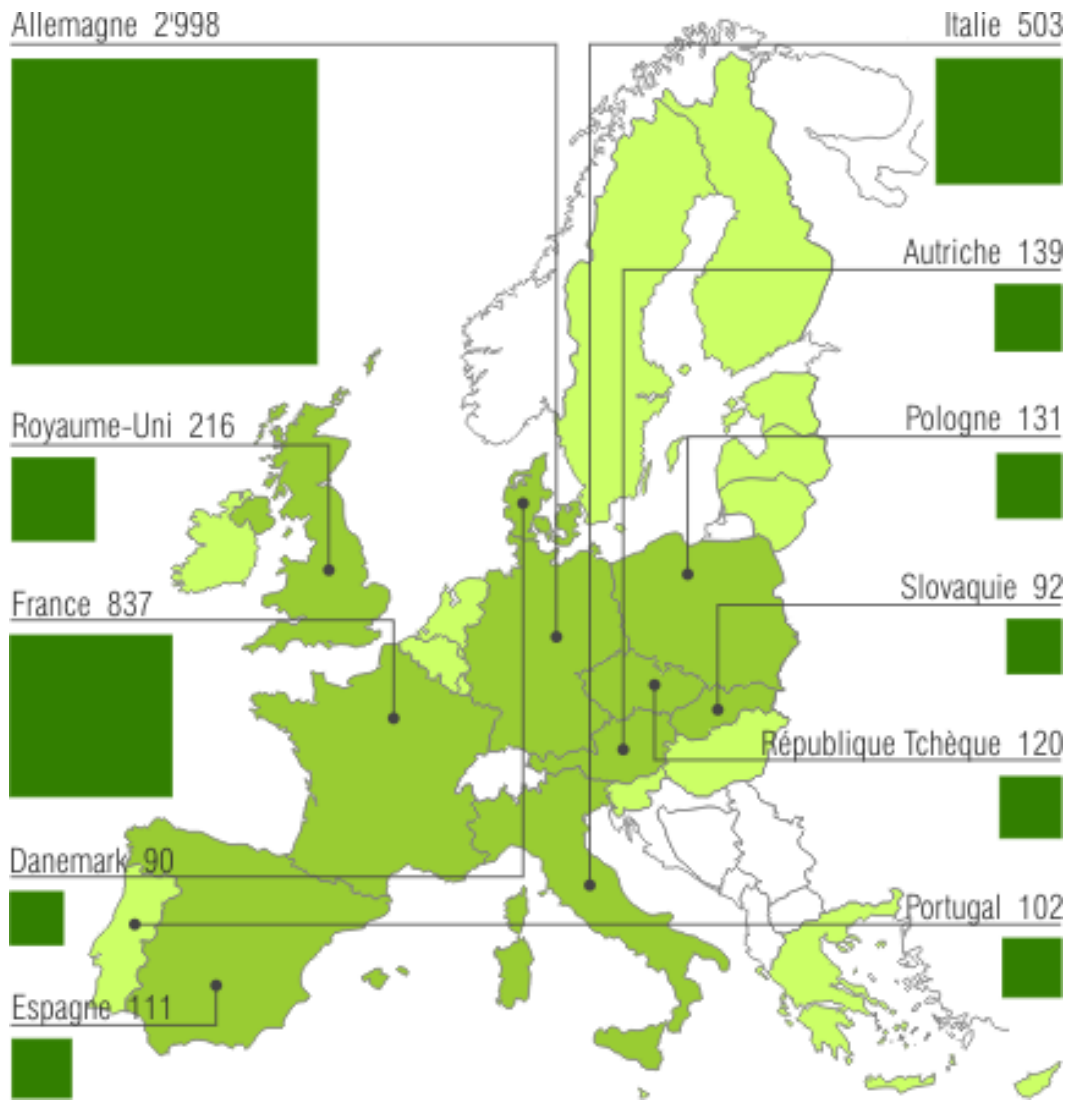 Allemagne 2'998
Italie 503
Autriche 139
Royaume-Uni 216
Pologne 131
France 837
Slovaquie 92
République Tchèque 120
Danemark 90
Portugal 102
Espagne 111